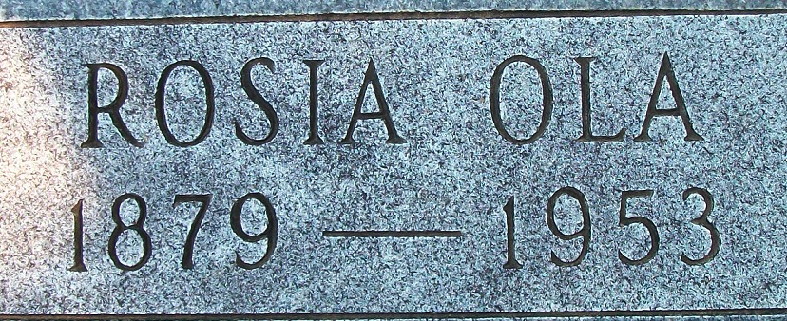 ROSIA OLA
1879 — 1953